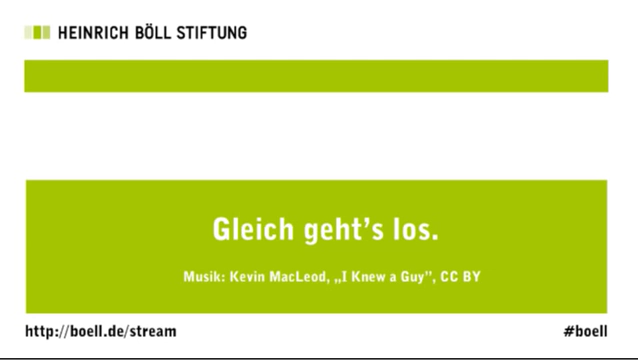 HEINRICH BÖLL STIFTUNG
Gleich geht's los.
Musik: Kevin MacLeod, „I Knew a Guy”, CC BY
http://boell.de/stream
#boell